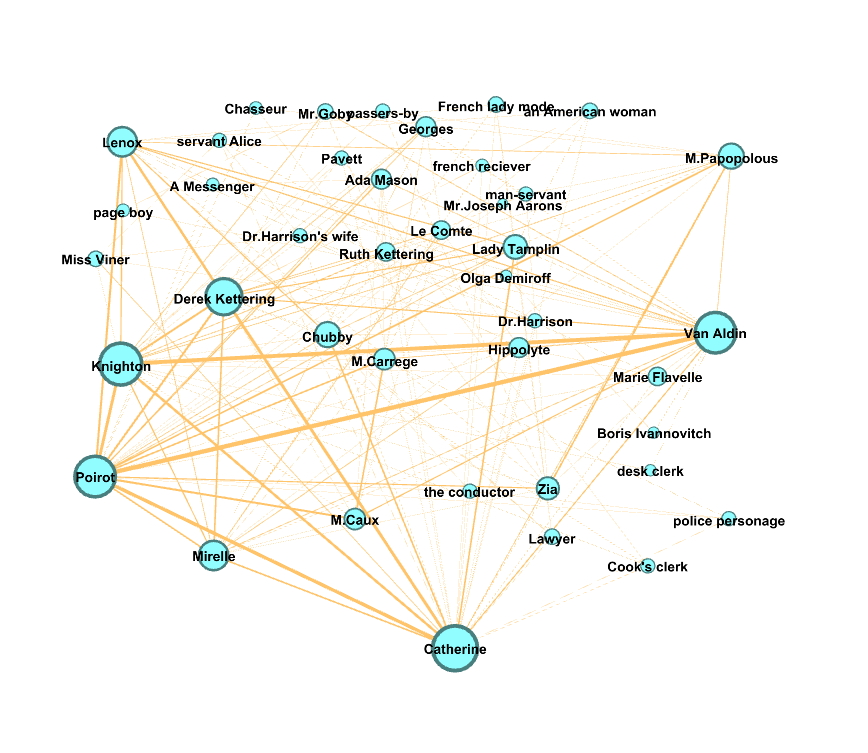 Chasseur
Mr.Goby
passers-by
French lady mode
an American woman
Georges
Lenox
servant Alice
Pavett
french reciever
M.Papopolous
Ada Mason
A Messenger
man-servant
Mr.Joseph Aarons
page boy
Le Comte
Dr.Harrison's wife
Lady Tamplin
Ruth Kettering
Miss Viner
Olga Demiroff
Derek Kettering
Dr.Harrison
Van Aldin
Chubby
Hippolyte
M.Carrege
Knighton
Marie Flavelle
Boris Ivannovitch
desk clerk
Poirot
the conductor
Zia
M.Caux
police personage
Lawyer
Mirelle
Cook's clerk
Catherine